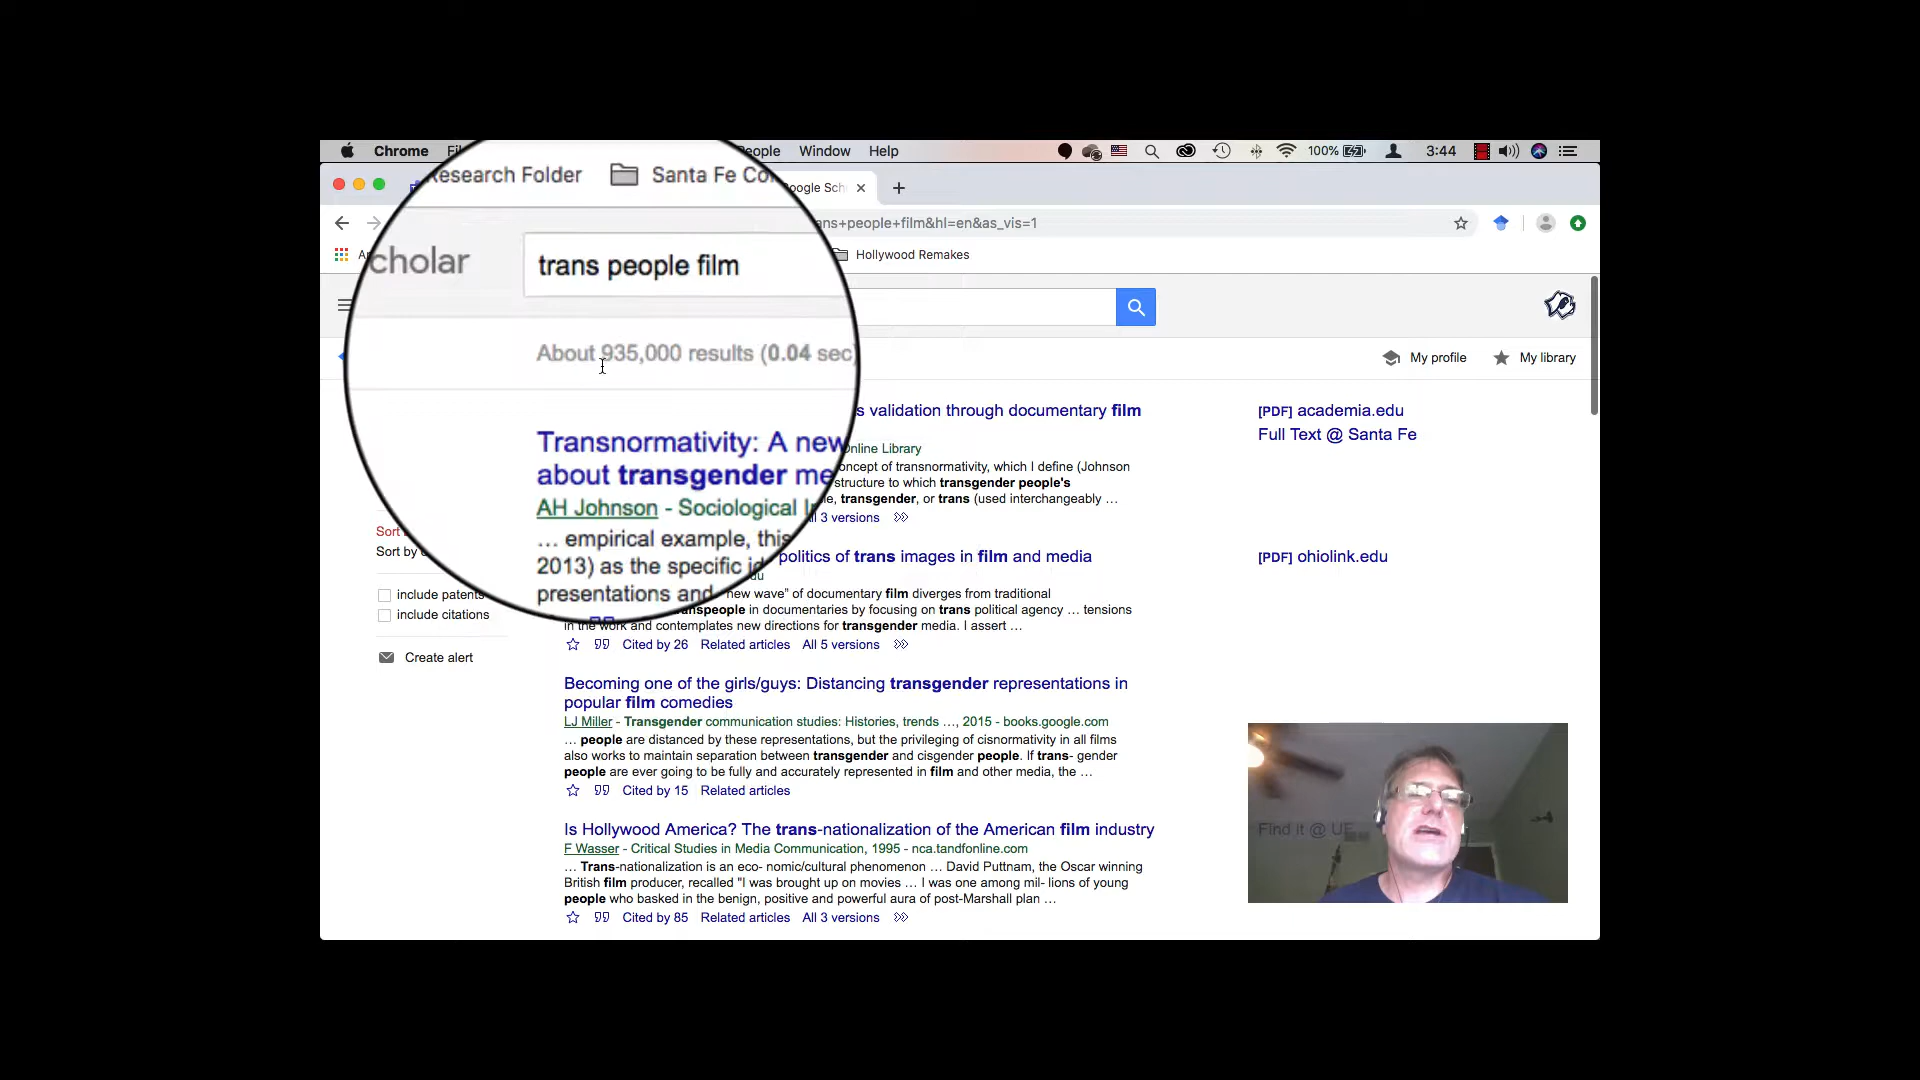 Chrome People Window Help 100% 3:44
Research Folder Santa Fe
Google Sch
people+film&hl=en&as_vis=1
Hollywood Remakes
trans people film
About 935,000 results (0.04 sec)
My profile My library
Transnormativity: A new validation through documentary film
about transgender
[PDF] academia.edu
Full Text @ Santa Fe
AH Johnson - Sociological Online Library
… empirical example, this concept of transnormativity, which I define (Johnson
2013) as the specific structure to which transgender people's
presentations and transgender, or trans (used interchangeably …
All 3 versions
Sort
Sort by
include patents
include citations
Create alert
politics of trans images in film and media
[PDF] ohiolink.edu
new wave” of documentary film diverges from traditional
transpeople in documentaries by focusing on trans political agency … tensions
in the work and contemplates new directions for transgender media. I assert …
Cited by 26 Related articles All 5 versions
Becoming one of the girls/guys: Distancing transgender representations in
popular film comedies
LJ Miller - Transgender communication studies: Histories, trends …, 2015 - books.google.com
… people are distanced by these representations, but the privileging of cisnormativity in all films
also works to maintain separation between transgender and cisgender people. If trans- gender
people are ever going to be fully and accurately represented in film and other media, the …
Cited by 15 Related articles
Is Hollywood America? The trans-nationalization of the American film industry
F Wasser - Critical Studies in Media Communication, 1995 - nca.tandfonline.com
… Trans-nationalization is an eco- nomic/cultural phenomenon … David Puttnam, the Oscar winning
British film producer, recalled "I was brought up on movies … I was one among mil- lions of young
people who basked in the benign, positive and powerful aura of post-Marshall plan …
Cited by 85 Related articles All 3 versions
Find it @ UF